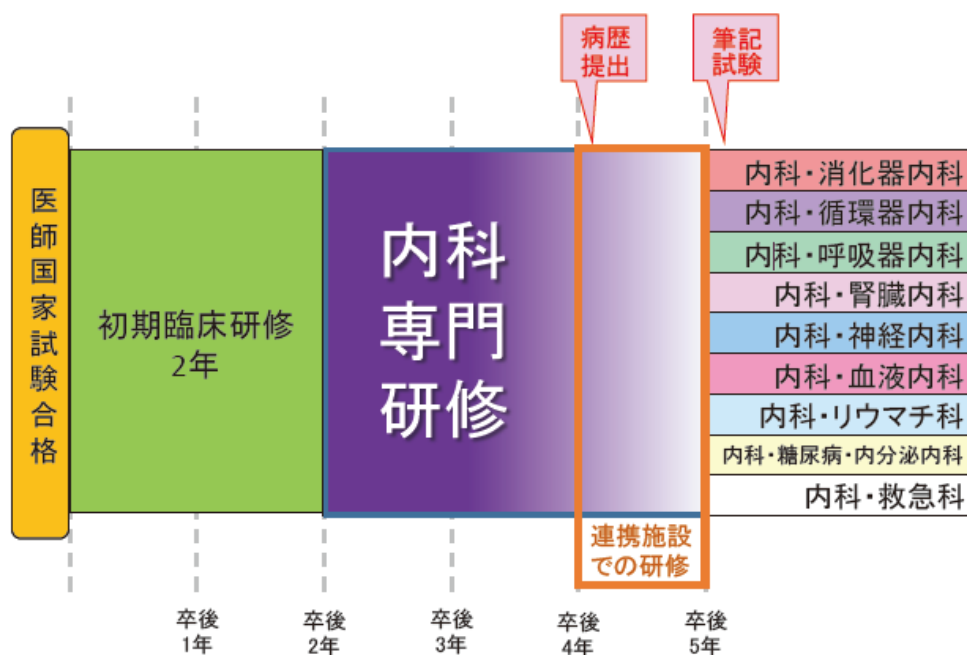 病歴
提出
筆記
試験
医師国家試験合格
初期臨床研修
2年
内科
専門
研修
内科・消化器内科
内科・循環器内科
内科・呼吸器内科
内科・腎臓内科
内科・神経内科
内科・血液内科
内科・リウマチ科
内科・糖尿病・内分泌内科
内科・救急科
連携施設
での研修
卒後
1年
卒後
2年
卒後
3年
卒後
4年
卒後
5年